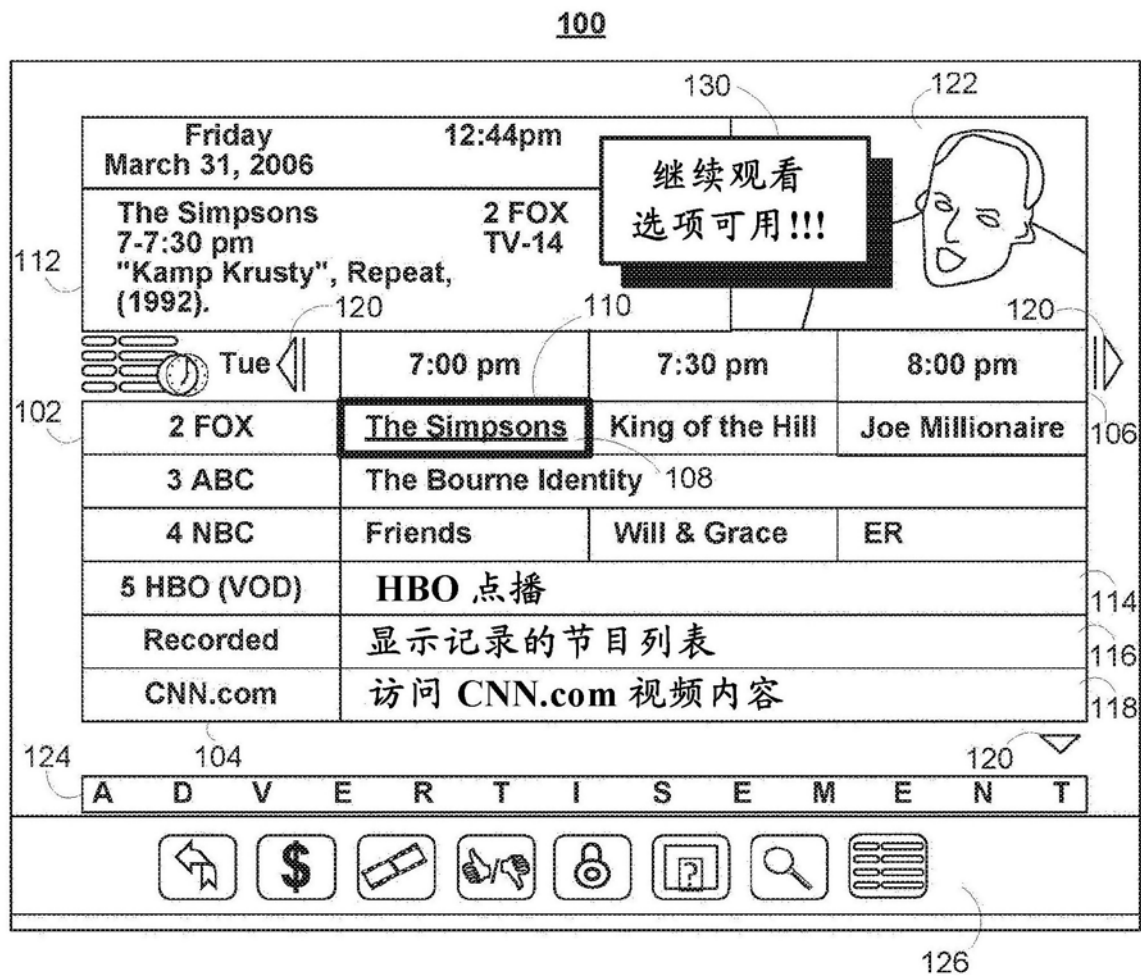 100
130
122
Friday 12:44pm
March 31, 2006
继续观看
选项可用!!!
The Simpsons 2 FOX
7-7:30 pm TV-14
"Kamp Krusty", Repeat,
(1992).
112
120
110
120
Tue 7:00 pm 7:30 pm 8:00 pm
102
2 FOX The Simpsons King of the Hill Joe Millionaire
106
3 ABC The Bourne Identity 108
4 NBC Friends Will & Grace ER
5 HBO (VOD) HBO 点播
114
Recorded 显示记录的节目列表
116
CNN.com 访问 CNN.com 视频内容
118
124
104
120
A D V E R T I S E M E N T
$ ?
126